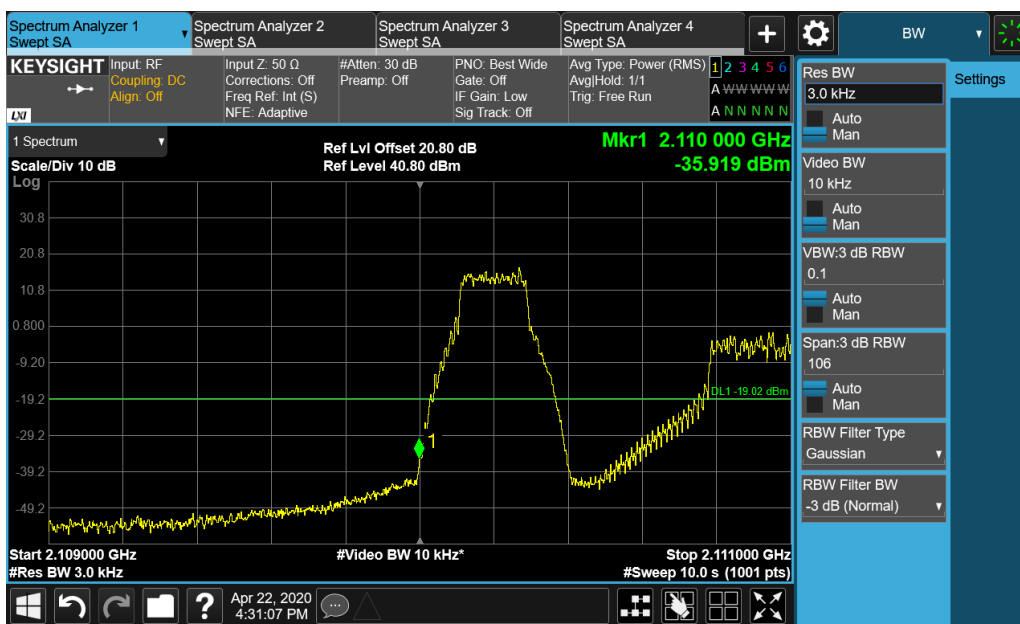 Spectrum Analyzer 1
Swept SA
Spectrum Analyzer 2
Swept SA
Spectrum Analyzer 3
Swept SA
Spectrum Analyzer 4
Swept SA
+
BW
KEYSIGHT
LXI
Input: RF
Coupling: DC
Align: Off
Input Z: 50 Ω
Corrections: Off
Freq Ref: Int (S)
NFE: Adaptive
#Atten: 30 dB
Preamp: Off
PNO: Best Wide
Gate: Off
IF Gain: Low
Sig Track: Off
Avg Type: Power (RMS)
Avg|Hold: 1/1
Trig: Free Run
1 2 3 4 5 6
A W W W W W
A N N N N N
1 Spectrum
Scale/Div 10 dB
Log
Ref Lvl Offset 20.80 dB
Ref Level 40.80 dBm
Mkr1 2.110 000 GHz
-35.919 dBm
30.8
20.8
10.8
0.800
-9.20
-19.2
-29.2
-39.2
-49.2
DL1 -19.02 dBm
1
Start 2.109000 GHz
#Res BW 3.0 kHz
#Video BW 10 kHz*
Stop 2.111000 GHz
#Sweep 10.0 s (1001 pts)
Res BW
3.0 kHz
Auto
Man
Video BW
10 kHz
Auto
Man
VBW:3 dB RBW
0.1
Auto
Man
Span:3 dB RBW
106
Auto
Man
RBW Filter Type
Gaussian
RBW Filter BW
-3 dB (Normal)
Settings
?
Apr 22, 2020
4:31:07 PM